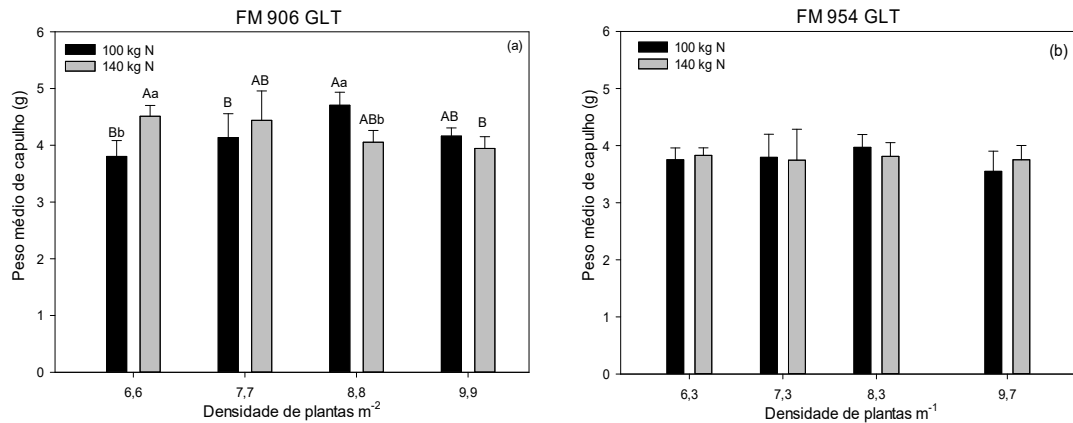 FM 906 GLT
(a)
100 kg N
140 kg N
Peso médio de capulho (g)
6
5
4
3
2
1
0
Bb
Aa
B
AB
Aa
ABb
AB
B
6,6
7,7
8,8
9,9
Densidade de plantas m⁻²
FM 954 GLT
(b)
100 kg N
140 kg N
Peso médio de capulho (g)
6
5
4
3
2
1
0
6,3
7,3
8,3
9,7
Densidade de plantas m⁻¹